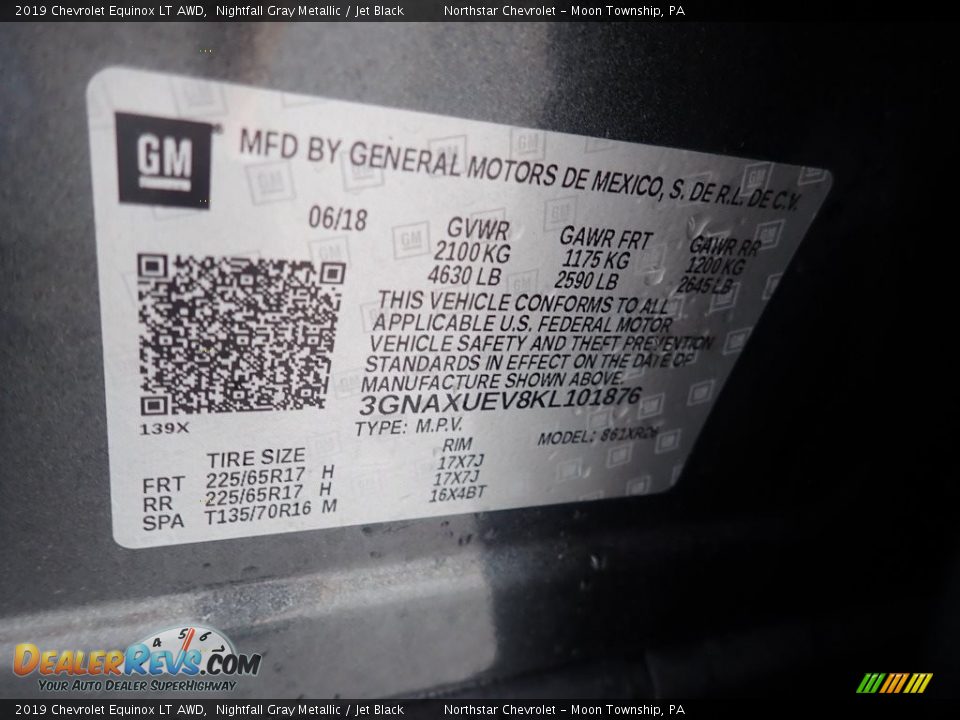 2019 Chevrolet Equinox LT AWD,  Nightfall Gray Metallic / Jet Black        Northstar Chevrolet – Moon Township, PA
GM® MFD BY GENERAL MOTORS DE MEXICO, S. DE R.L. DE C.V.
06/18 GVWR GAWR FRT GAWR RR
2100 KG 1175 KG 1200 KG
4630 LB 2590 LB 2645 LB
THIS VEHICLE CONFORMS TO ALL
APPLICABLE U.S. FEDERAL MOTOR
VEHICLE SAFETY AND THEFT PREVENTION
STANDARDS IN EFFECT ON THE DATE OF
MANUFACTURE SHOWN ABOVE.
3GNAXUEV8KL101876
139X TYPE: M.P.V. MODEL: 861XR26
TIRE SIZE RIM
FRT 225/65R17 H 17X7J
RR 225/65R17 H 17X7J
SPA T135/70R16 M 16X4BT
4 5 6 7
DealerRevs.com
Your Auto Dealer SuperHighway
2019 Chevrolet Equinox LT AWD,  Nightfall Gray Metallic / Jet Black        Northstar Chevrolet – Moon Township, PA